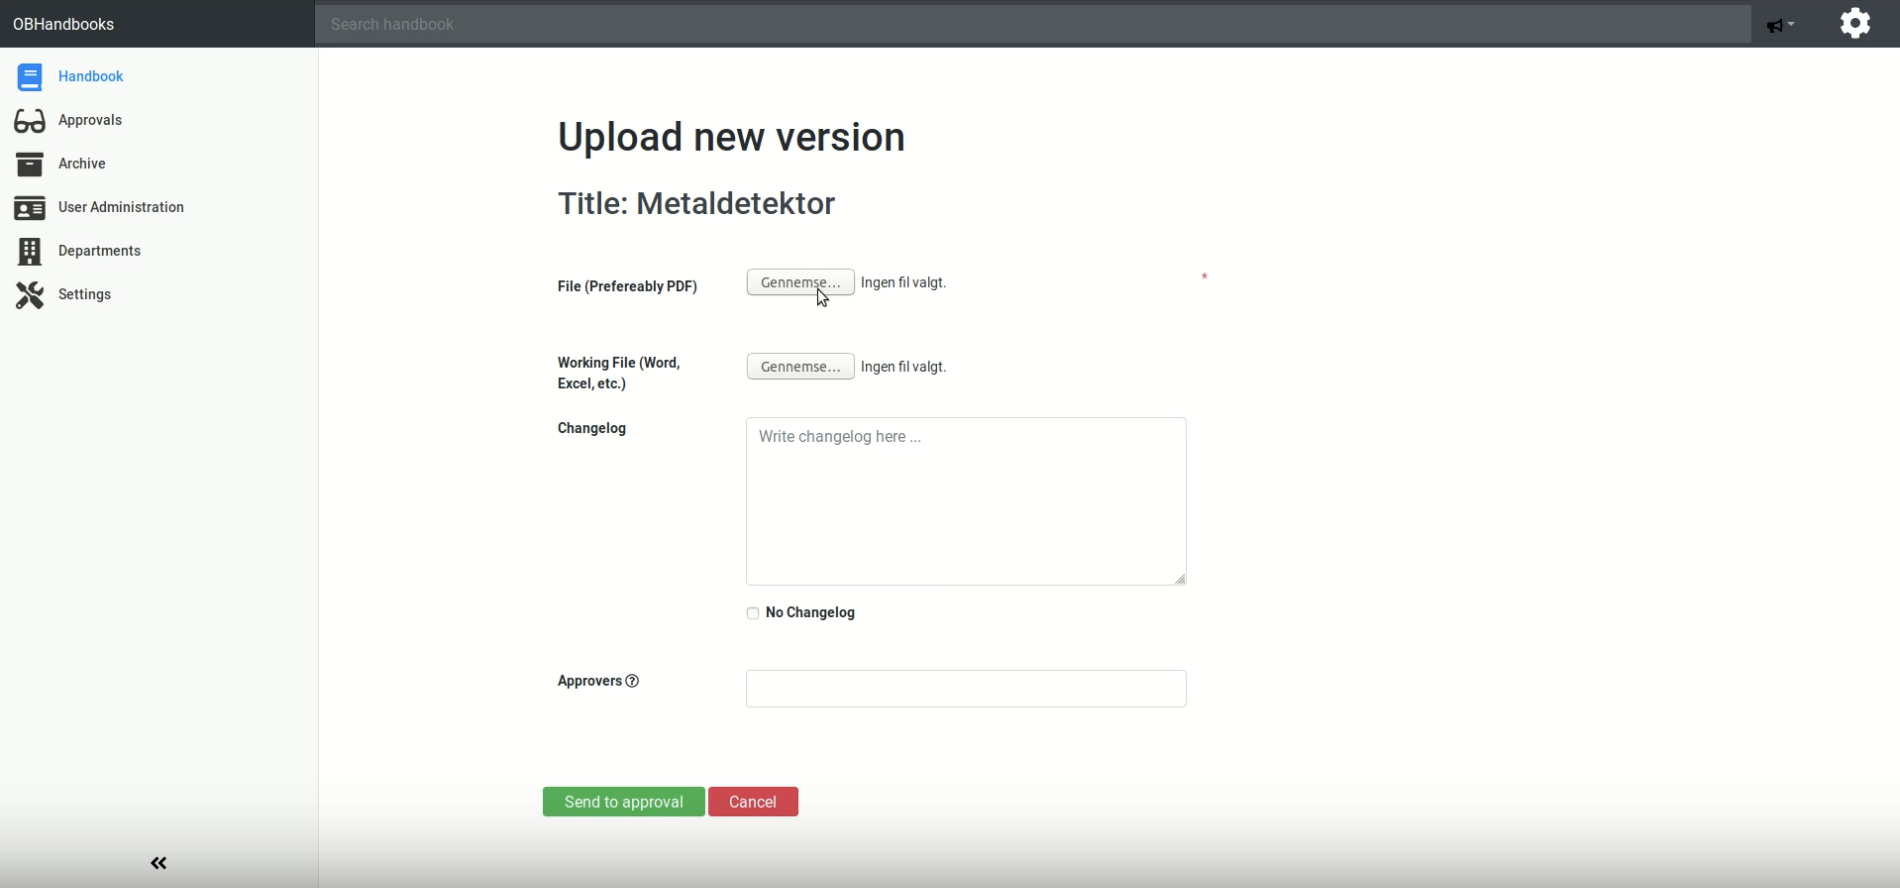 OBHandbooks
Search handbook
Handbook
Approvals
Archive
User Administration
Departments
Settings
Upload new version
Title: Metaldetektor
File (Prefereably PDF)
Gennemse... Ingen fil valgt.
*
Working File (Word,
Excel, etc.)
Gennemse... Ingen fil valgt.
Changelog
Write changelog here ...
No Changelog
Approvers ?
Send to approval
Cancel